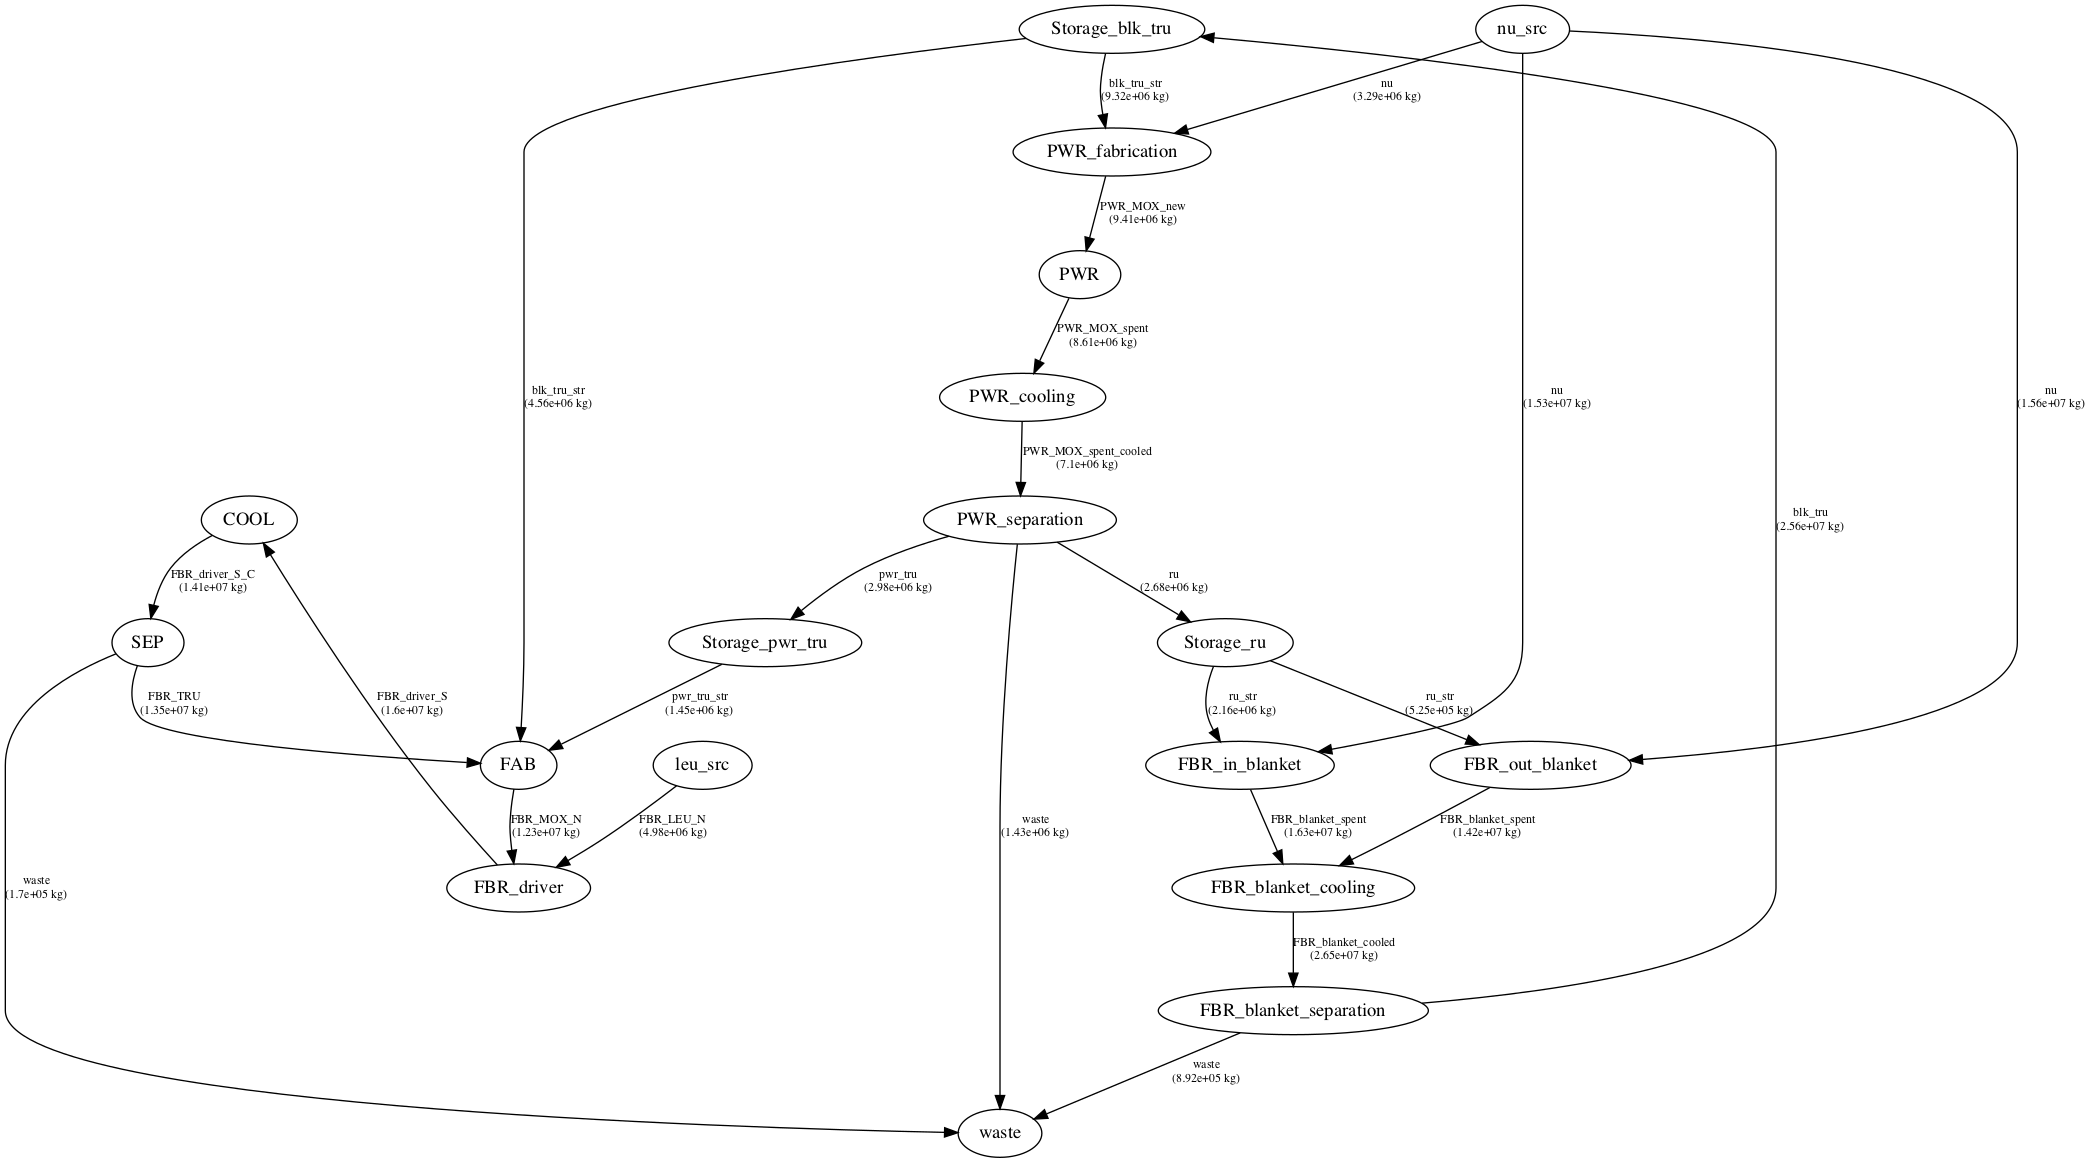 Storage_blk_tru
nu_src
blk_tru_str
(9.32e+06 kg)
nu
(3.29e+06 kg)
PWR_fabrication
PWR_MOX_new
(9.41e+06 kg)
PWR
PWR_MOX_spent
(8.61e+06 kg)
blk_tru_str
(4.56e+06 kg)
PWR_cooling
nu
(1.53e+07 kg)
nu
(1.56e+07 kg)
PWR_MOX_spent_cooled
(7.1e+06 kg)
COOL
PWR_separation
blk_tru
(2.56e+07 kg)
FBR_driver_S_C
(1.41e+07 kg)
pwr_tru
(2.98e+06 kg)
ru
(2.68e+06 kg)
SEP
Storage_pwr_tru
Storage_ru
FBR_TRU
(1.35e+07 kg)
FBR_driver_S
(1.6e+07 kg)
pwr_tru_str
(1.45e+06 kg)
ru_str
(2.16e+06 kg)
ru_str
(5.25e+05 kg)
FAB
leu_src
FBR_in_blanket
FBR_out_blanket
FBR_MOX_N
(1.23e+07 kg)
FBR_LEU_N
(4.98e+06 kg)
waste
(1.43e+06 kg)
FBR_blanket_spent
(1.63e+07 kg)
FBR_blanket_spent
(1.42e+07 kg)
waste
(1.7e+05 kg)
FBR_driver
FBR_blanket_cooling
FBR_blanket_cooled
(2.65e+07 kg)
FBR_blanket_separation
waste
(8.92e+05 kg)
waste